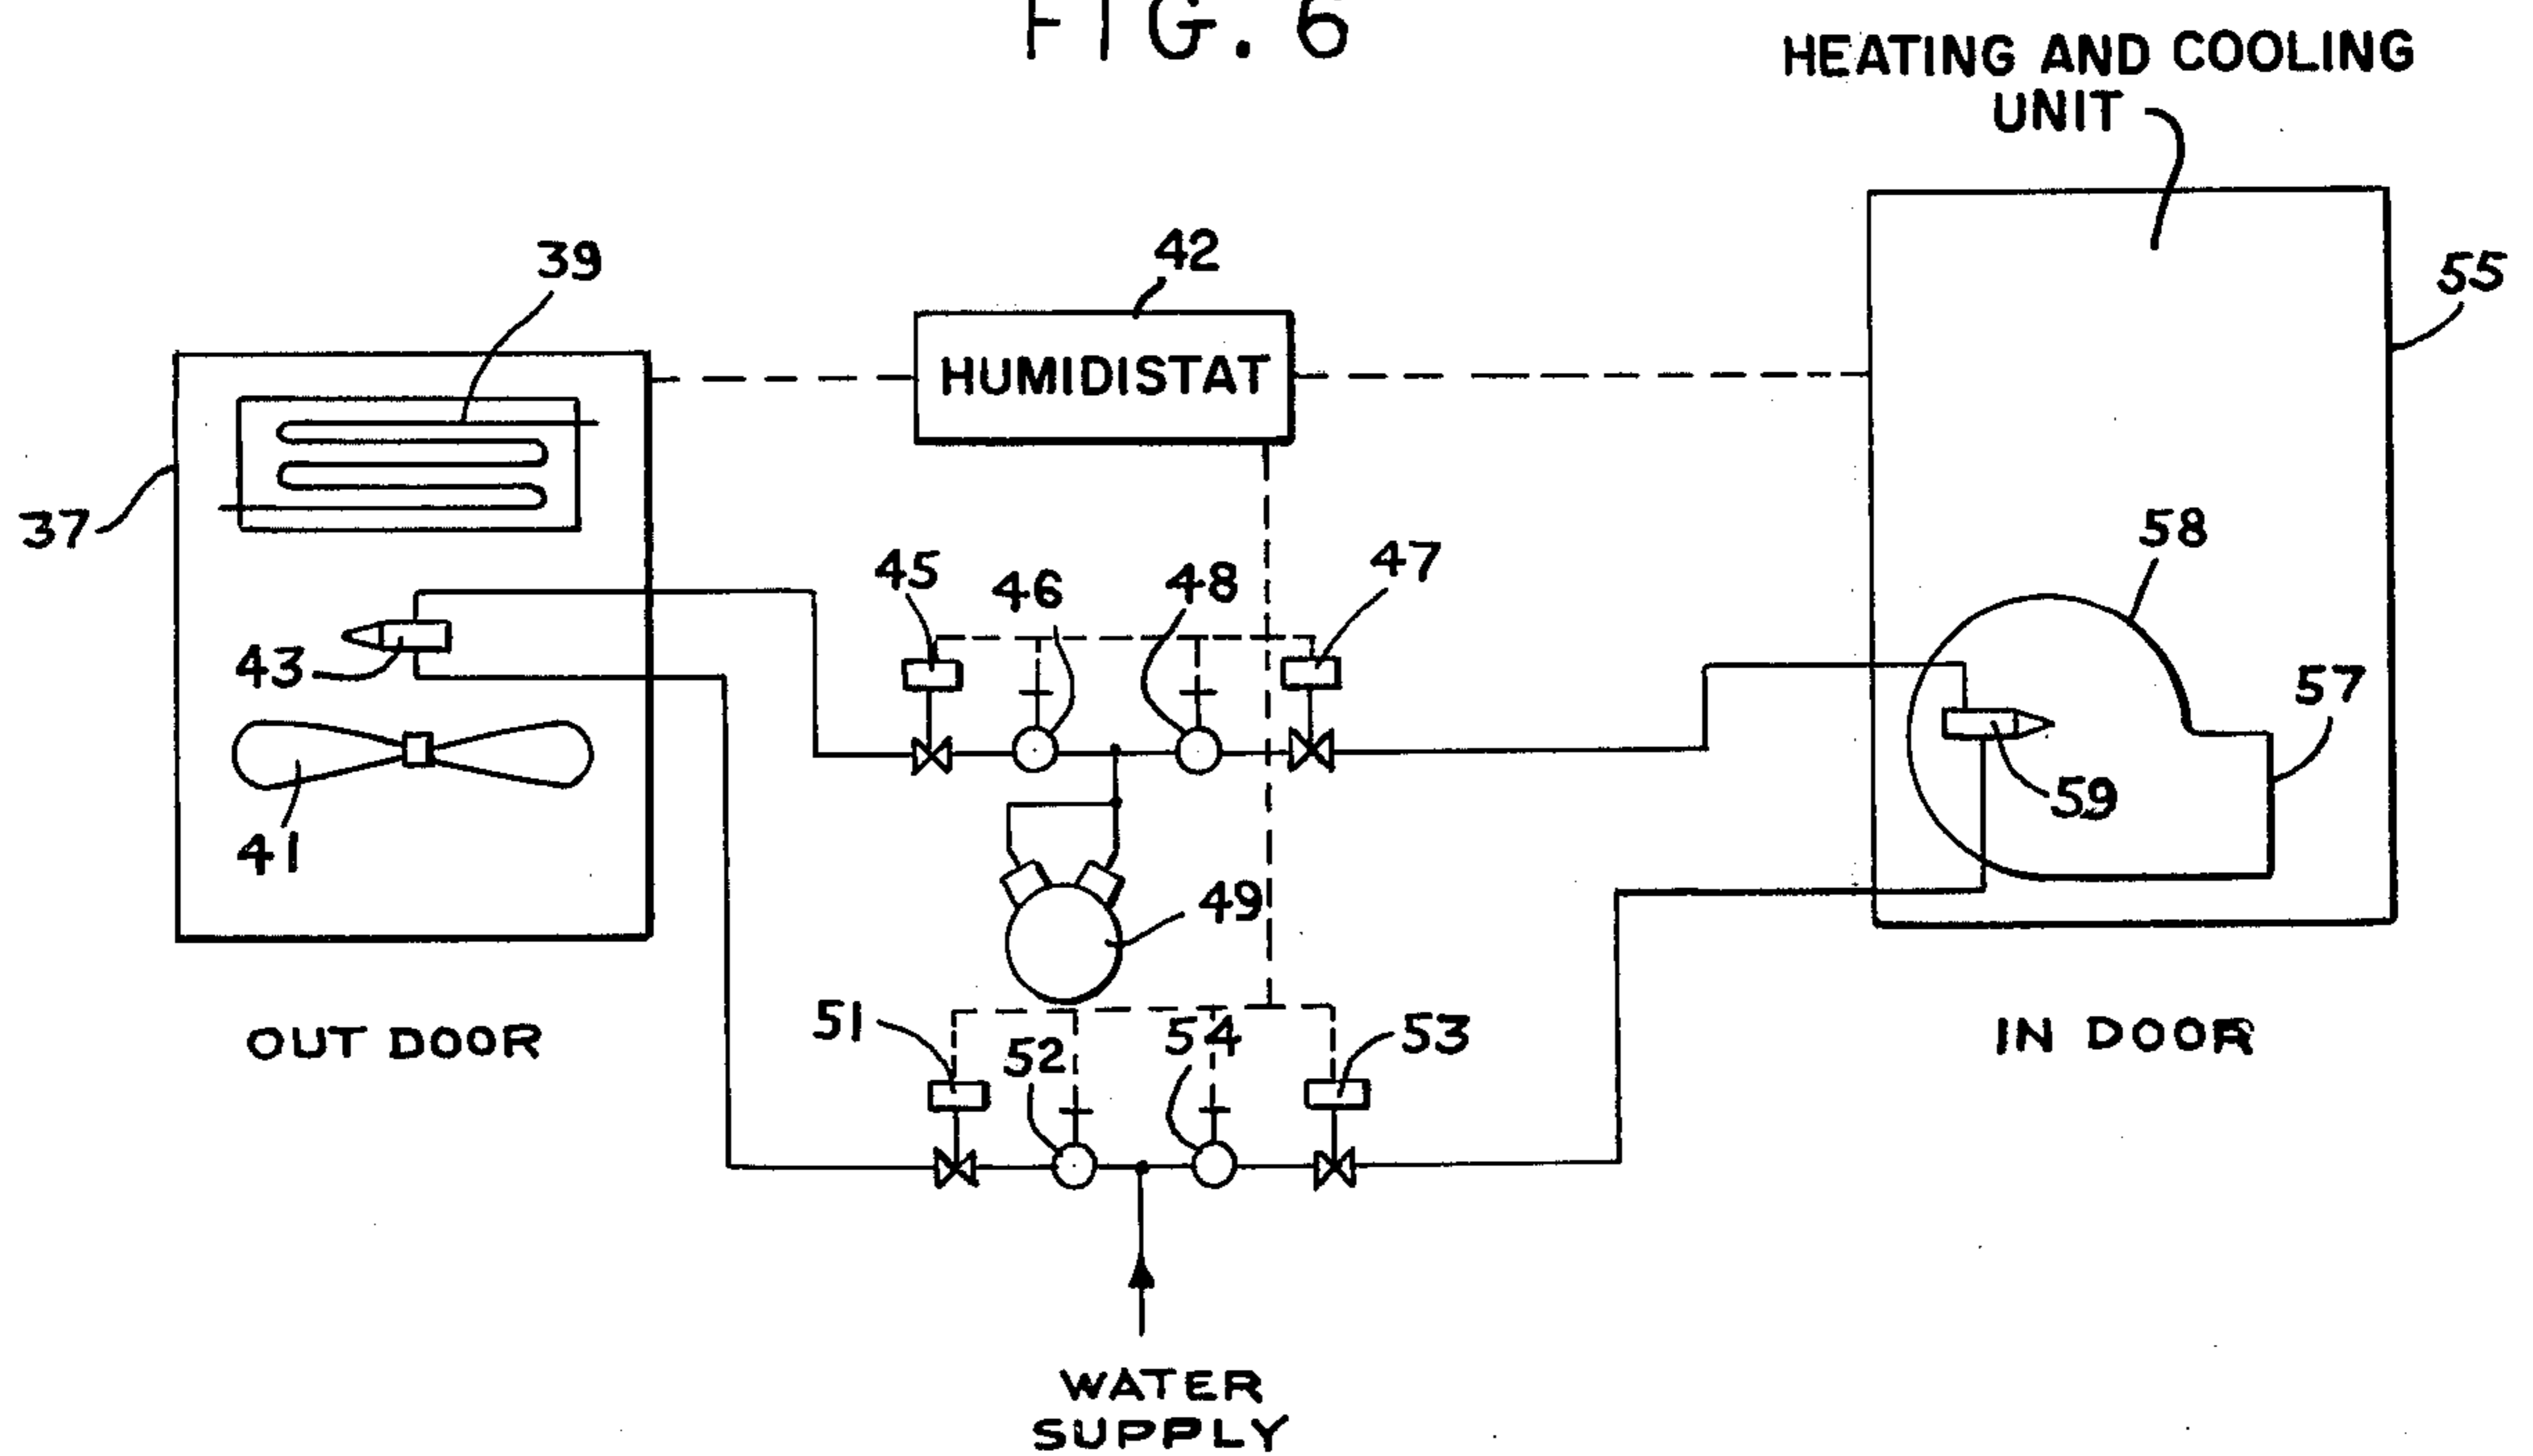 FIG. 6
HEATING AND COOLING
UNIT
39
42
55
HUMIDISTAT
37
58
45
46
48
47
43
57
59
41
49
51
52
54
53
OUT DOOR
IN DOOR
WATER
SUPPLY